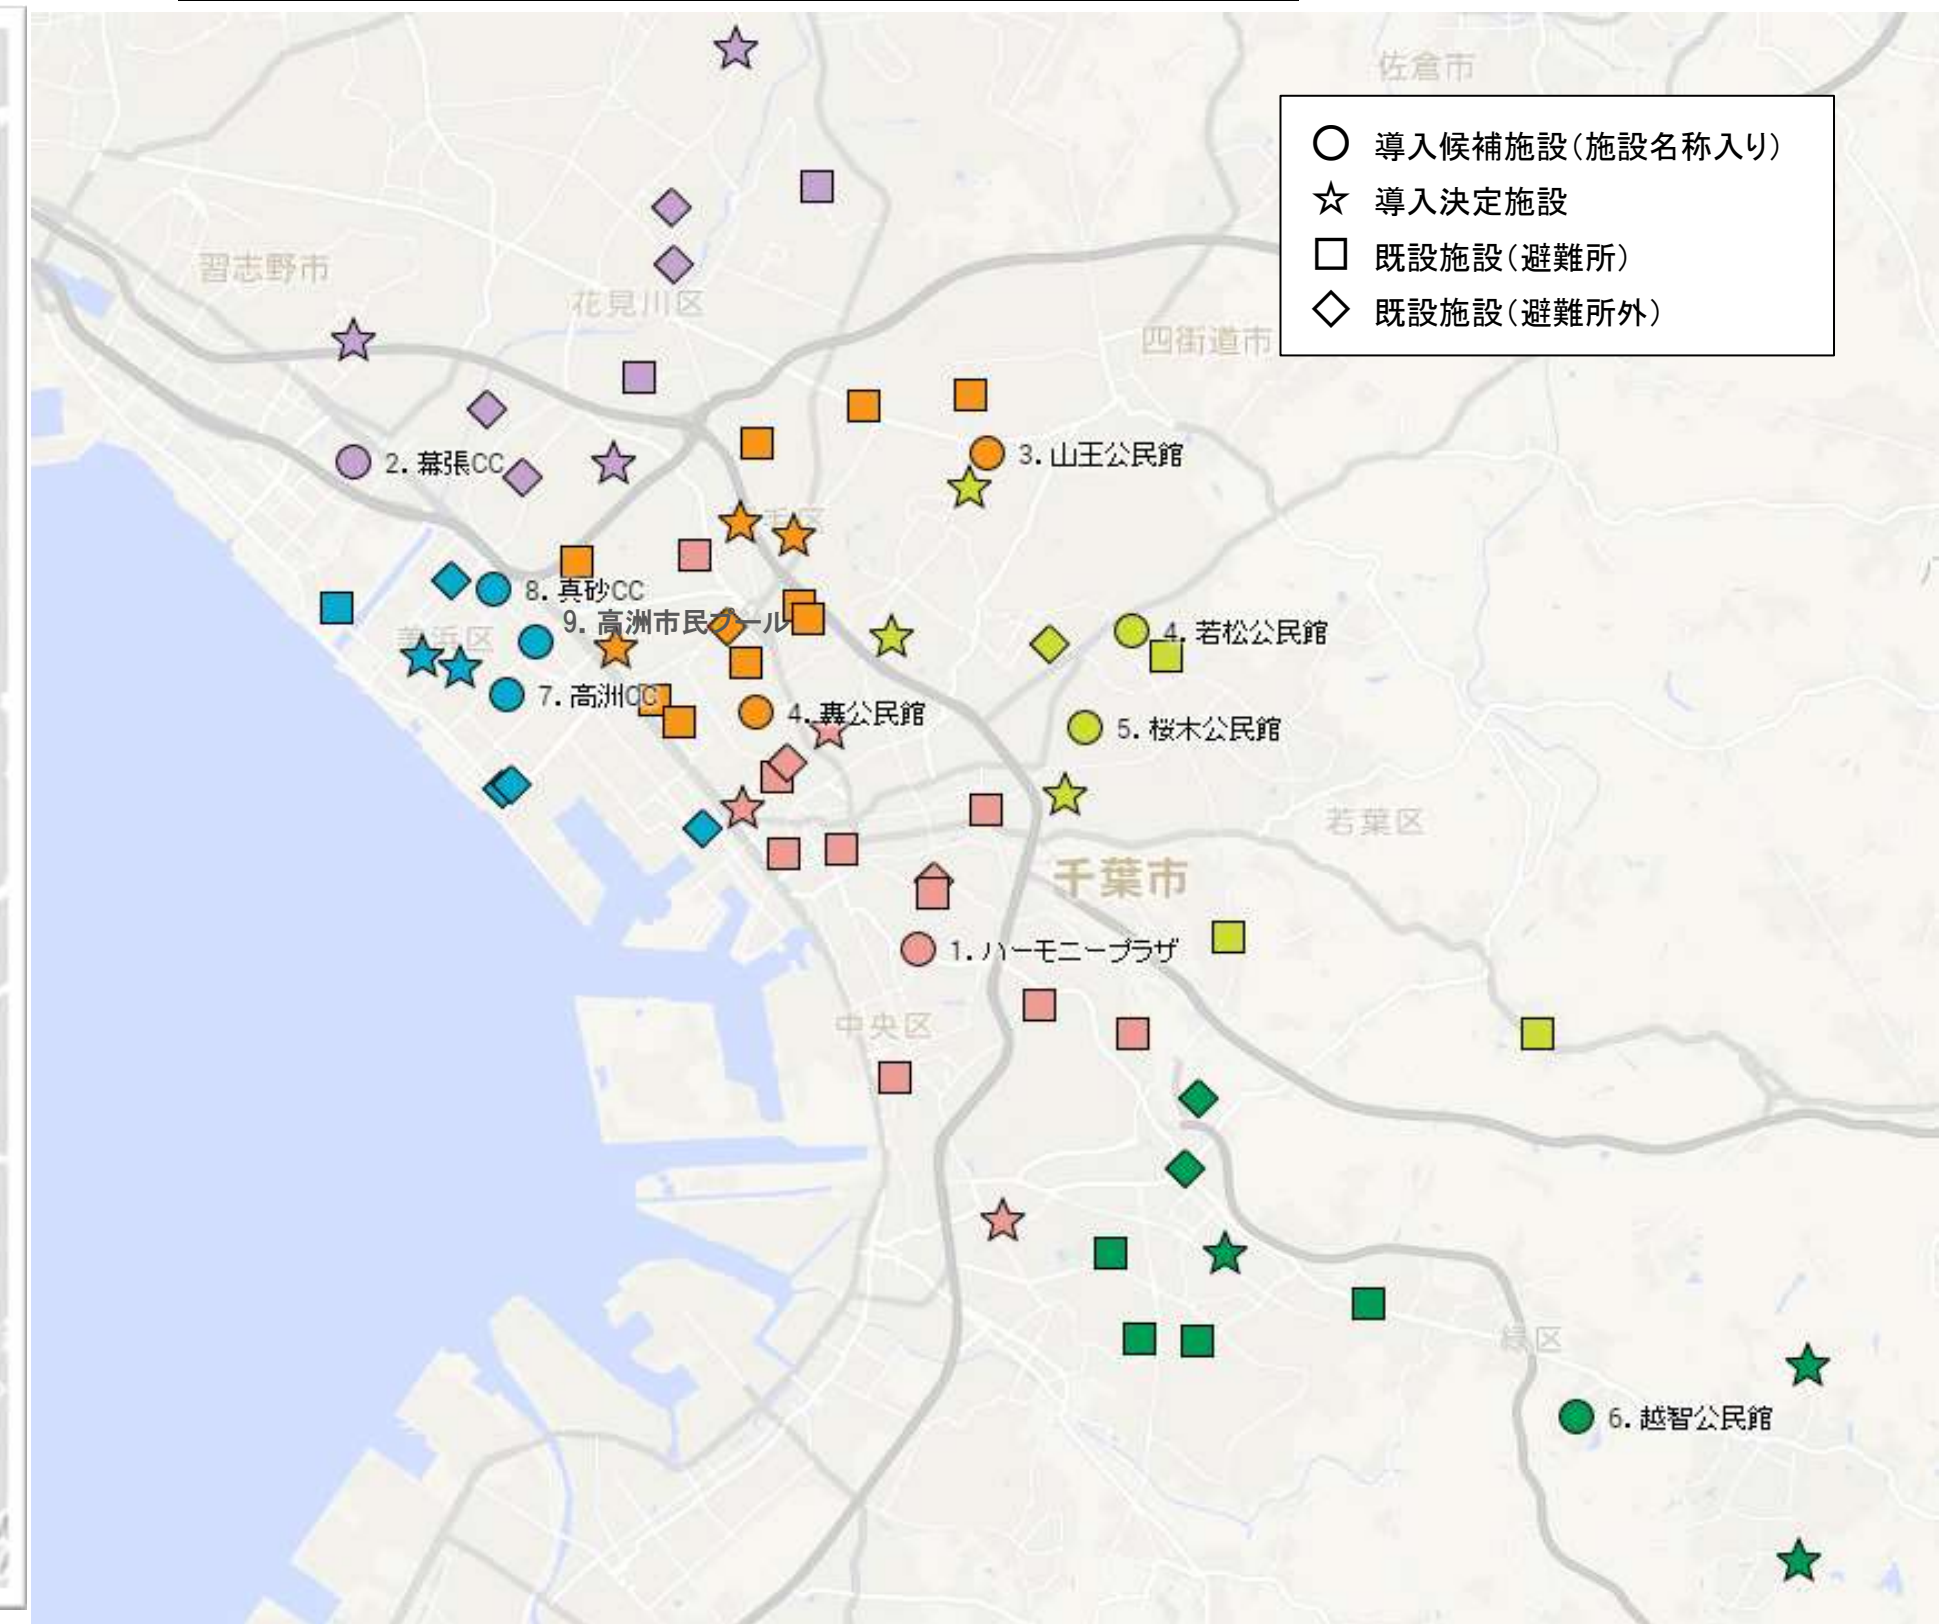 佐倉市
導入候補施設(施設名称入り)
導入決定施設
既設施設(避難所)
既設施設(避難所外)
習志野市
花見川区
四街道市
2. 幕張CC
3. 山王公民館
毛区
8. 真砂CC
9. 高洲市民プール
美浜区
4. 若松公民館
7. 高洲CC
4. 轟公民館
5. 桜木公民館
若葉区
千葉市
1. ハーモニープラザ
中央区
緑区
6. 越智公民館